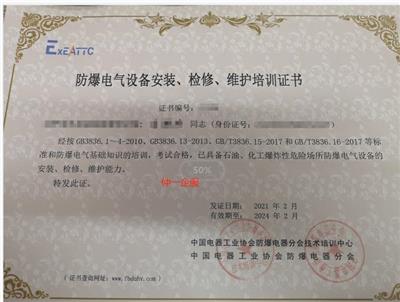 ExEATTC
防爆电气设备安装、检修、维护培训证书
证书编号:
同志（身份证号:
经按GB3836.1~4-2010、GB3836.13-2013、GB/T3836.15-2017和GB/T3836.16-2017等标
准和防爆电气基础知识的培训，考试合格，已具备石油、化工爆炸性危险场所防爆电气设备的
安装、检修、维护能力。
50%
特发此证。
仲一企服
发证日期: 2021 年 2 月
有效期至: 2024 年 2 月
中国电器工业协会防爆电器分会技术培训中心
中国电器工业协会防爆电器分会